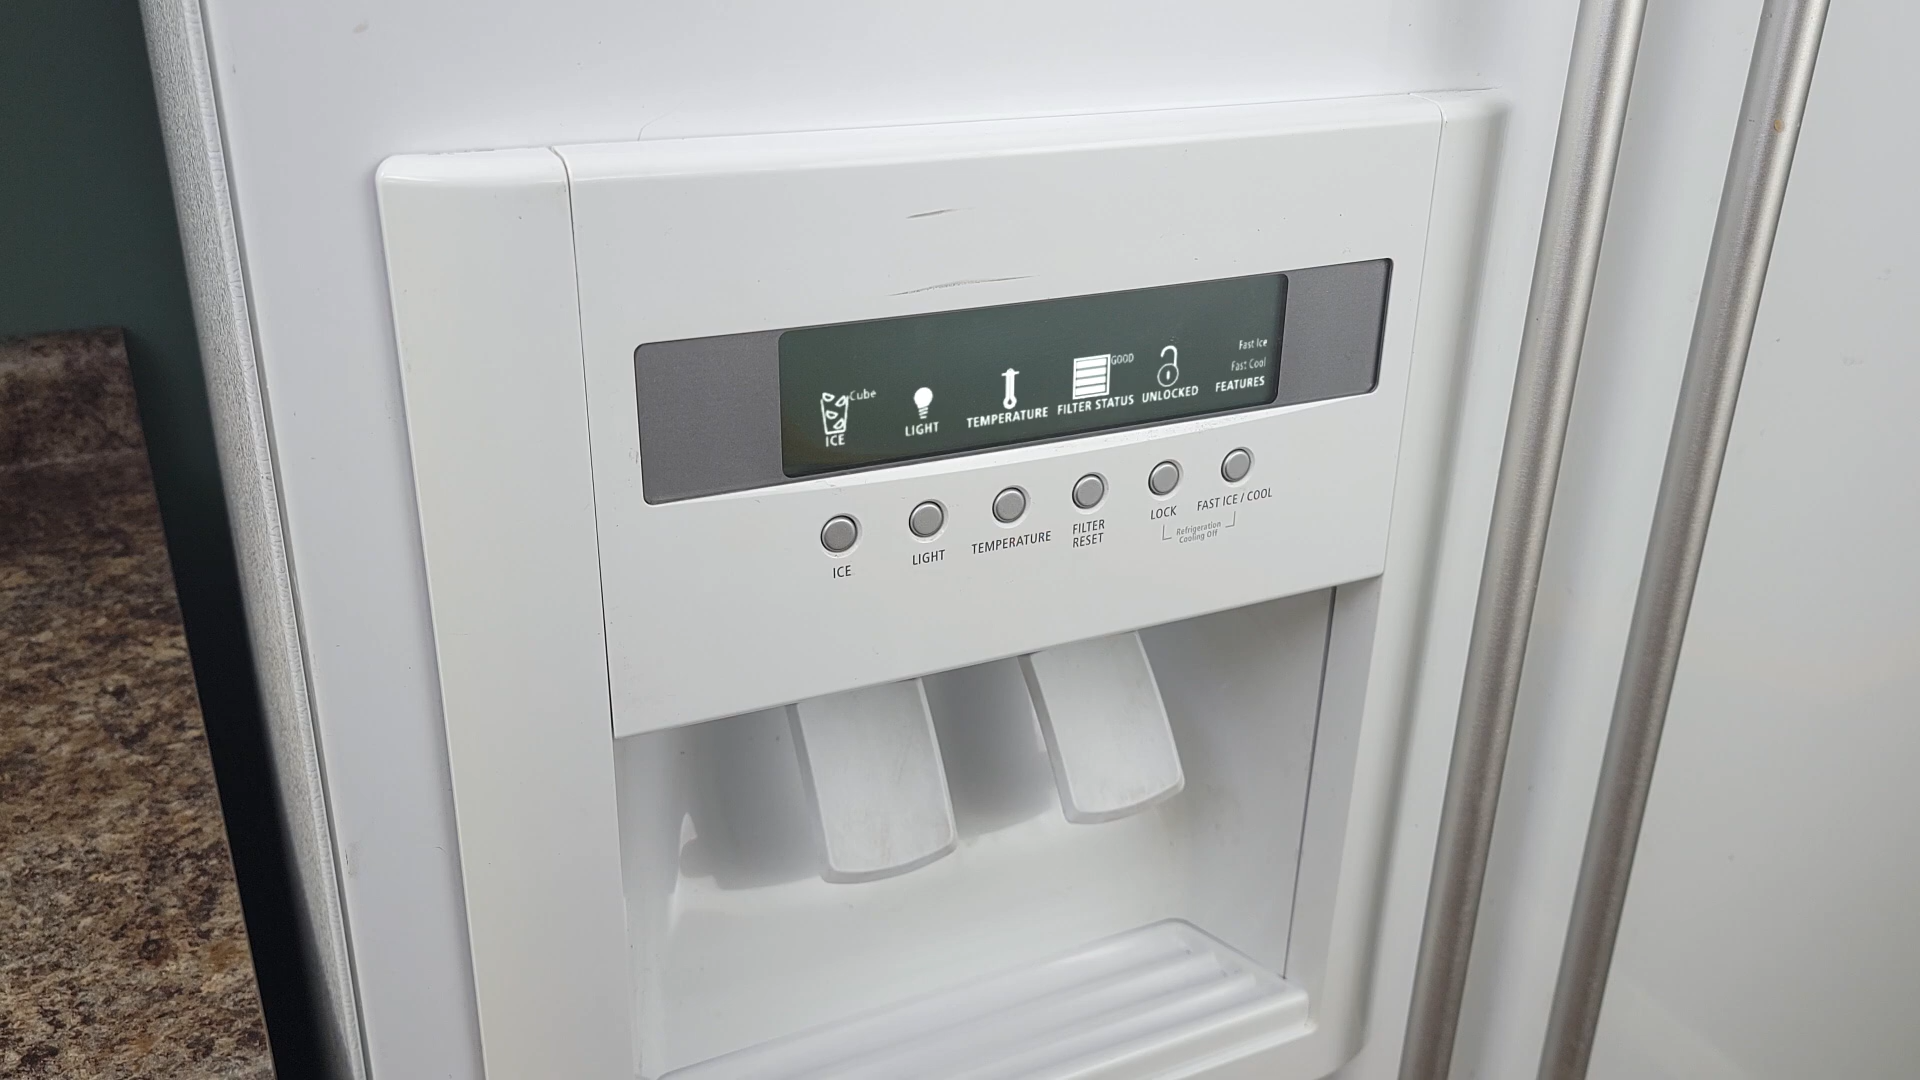 Cube
ICE
LIGHT
TEMPERATURE
GOOD
FILTER STATUS
UNLOCKED
Fast Ice
Fast Cool
FEATURES
ICE
LIGHT
TEMPERATURE
FILTER
RESET
LOCK
FAST ICE / COOL
Refrigeration
Cooling Off